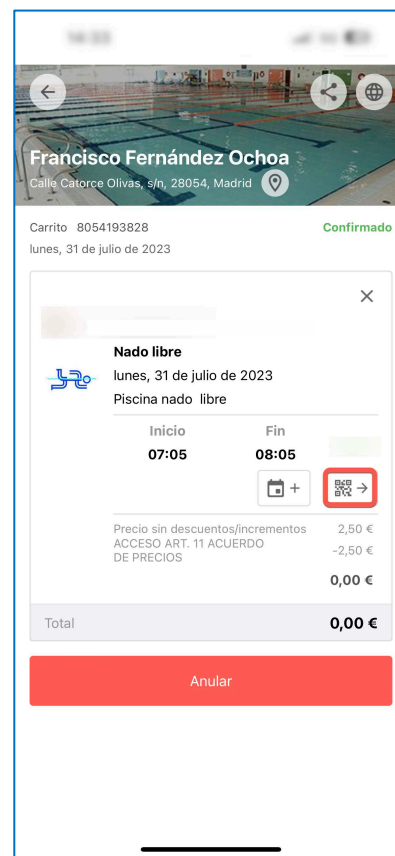 Francisco Fernández Ochoa
Calle Catorce Olivas, s/n, 28054, Madrid
Carrito 8054193828 Confirmado
lunes, 31 de julio de 2023
Nado libre
lunes, 31 de julio de 2023
Piscina nado libre
Inicio Fin
07:05 08:05
Precio sin descuentos/incrementos 2,50 €
ACCESO ART. 11 ACUERDO
DE PRECIOS -2,50 €
0,00 €
Total 0,00 €
Anular